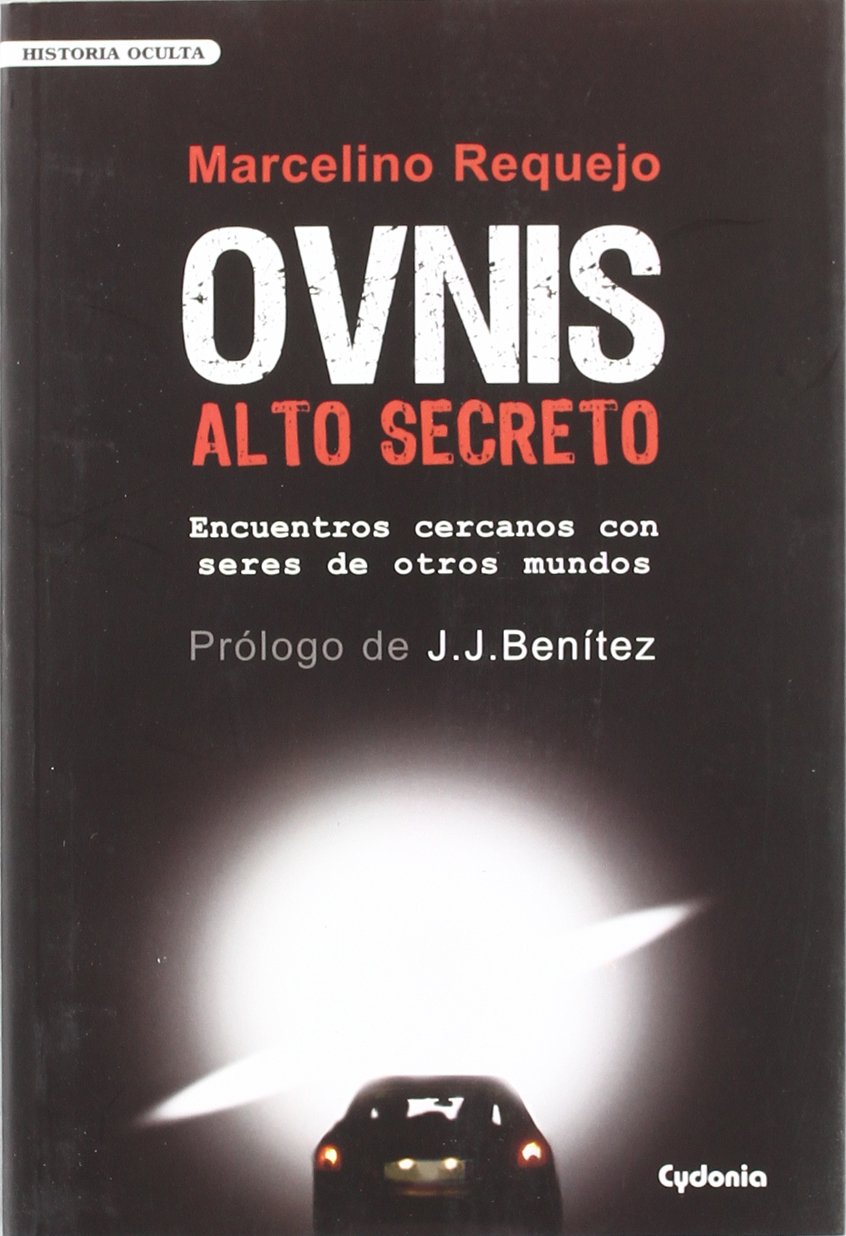 HISTORIA OCULTA
Marcelino Requejo
OVNIS
ALTO SECRETO
Encuentros cercanos con
seres de otros mundos
Prólogo de J.J.Benítez
Cydonia